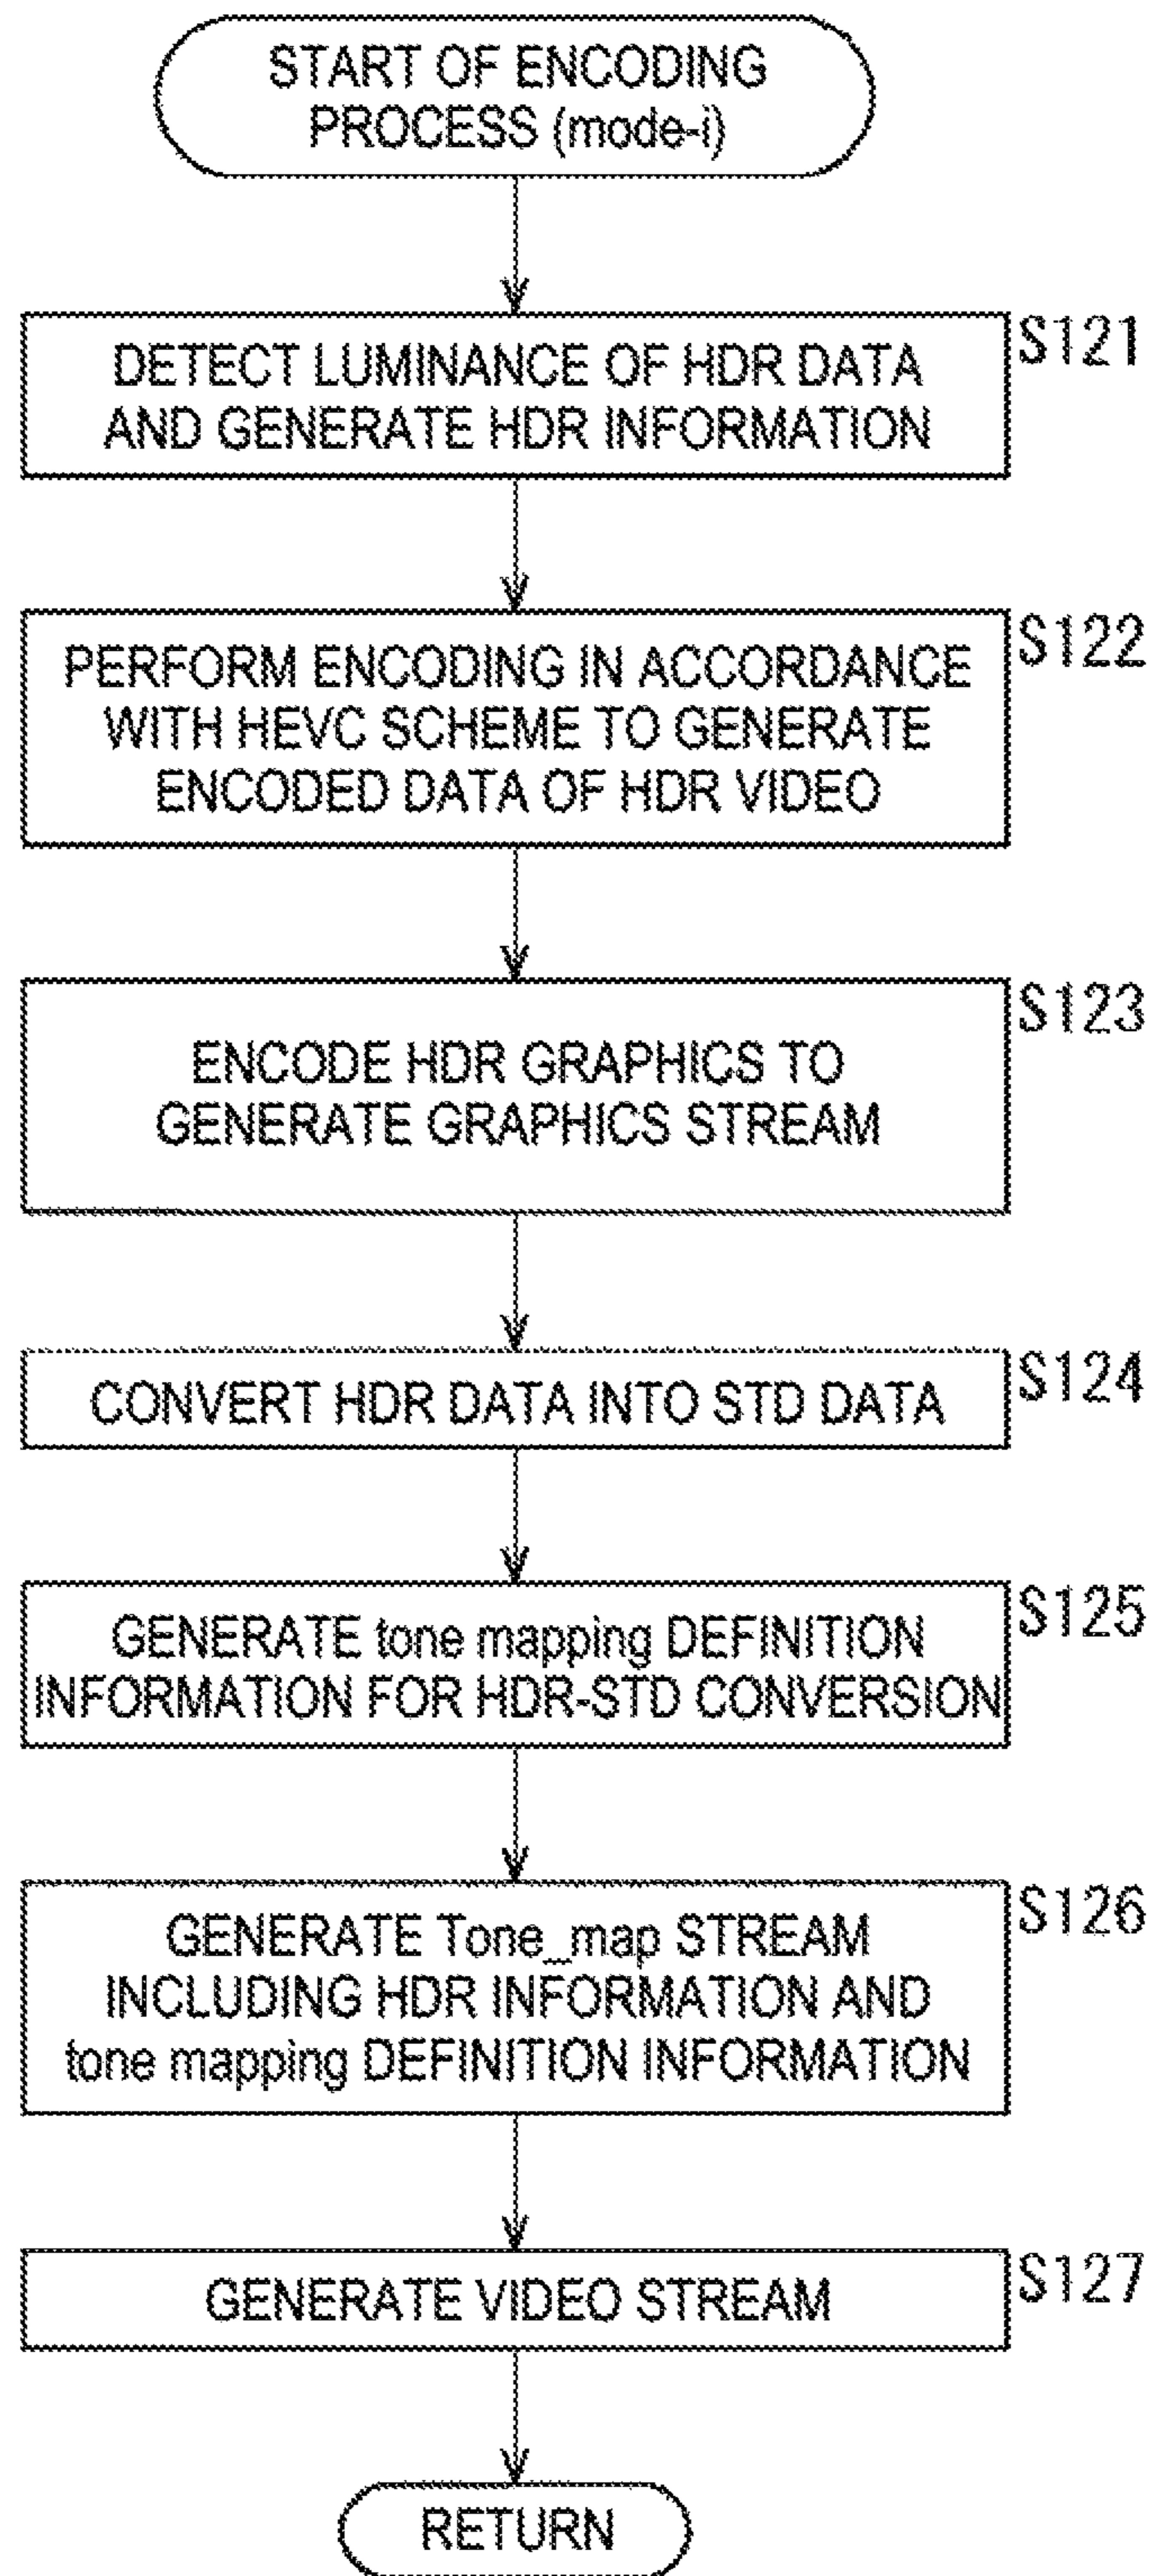 START OF ENCODING
PROCESS (mode-i)
S121
DETECT LUMINANCE OF HDR DATA
AND GENERATE HDR INFORMATION
S122
PERFORM ENCODING IN ACCORDANCE
WITH HEVC SCHEME TO GENERATE
ENCODED DATA OF HDR VIDEO
S123
ENCODE HDR GRAPHICS TO
GENERATE GRAPHICS STREAM
S124
CONVERT HDR DATA INTO STD DATA
S125
GENERATE tone mapping DEFINITION
INFORMATION FOR HDR-STD CONVERSION
S126
GENERATE Tone_map STREAM
INCLUDING HDR INFORMATION AND
tone mapping DEFINITION INFORMATION
S127
GENERATE VIDEO STREAM
RETURN